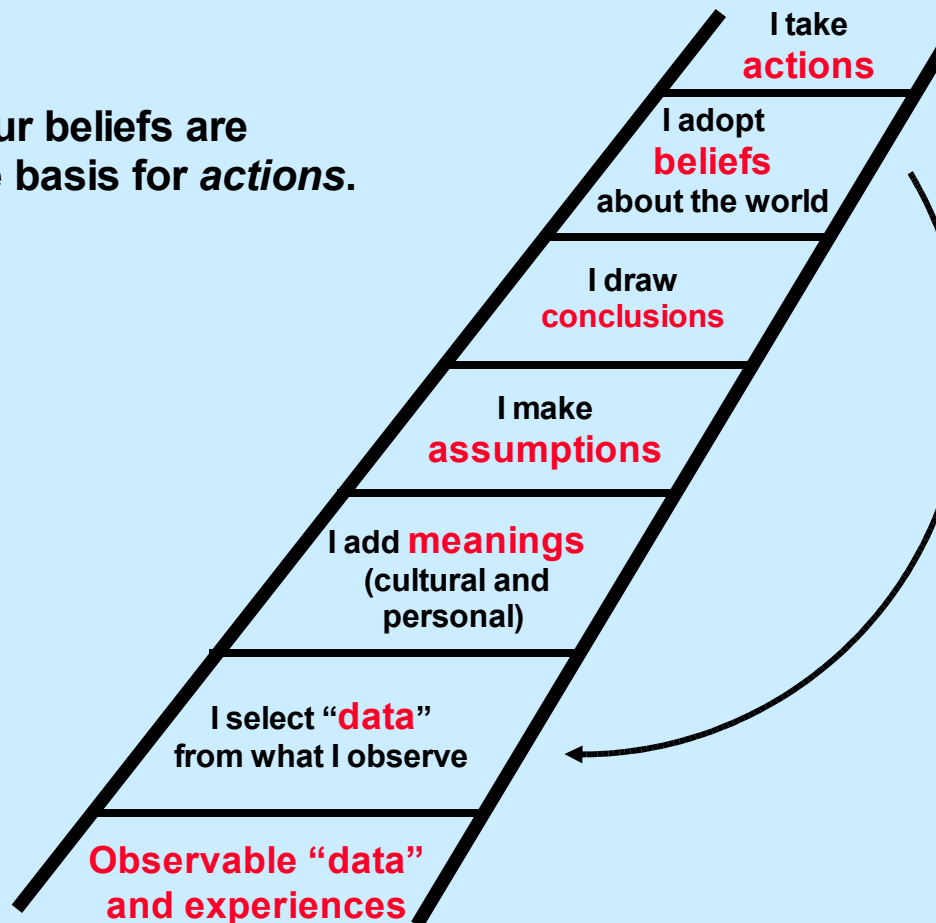 I take
actions
ur beliefs are
e basis for actions.
I adopt
beliefs
about the world
I draw
conclusions
I make
assumptions
I add meanings
(cultural and
personal)
I select “data”
from what I observe
Observable “data”
and experiences